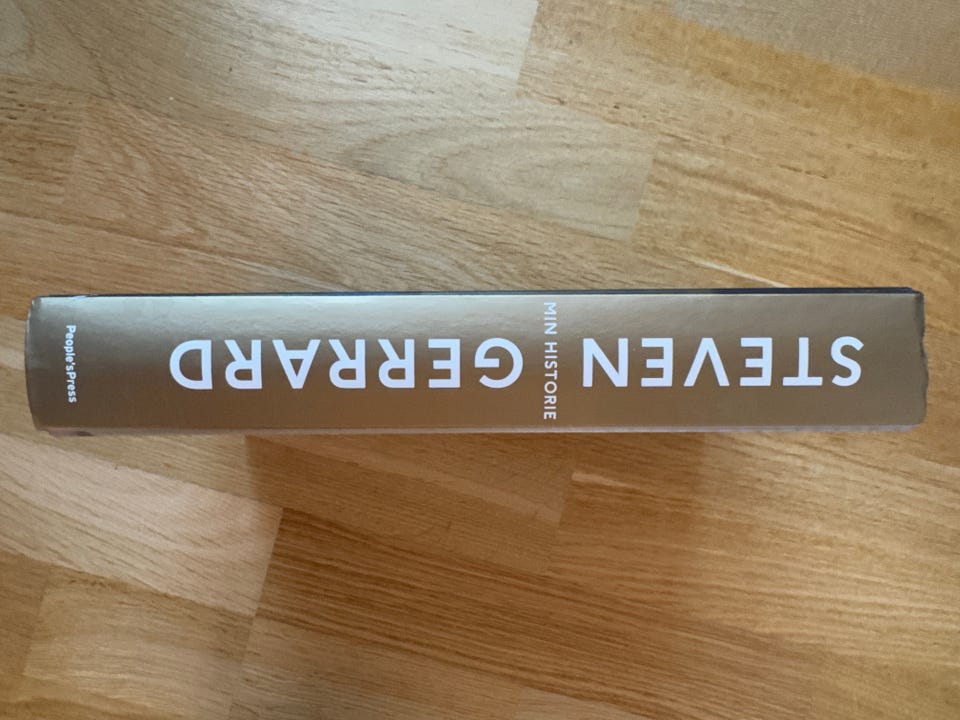 STEVEN
MIN HISTORIE
GERRARD
People'sPress